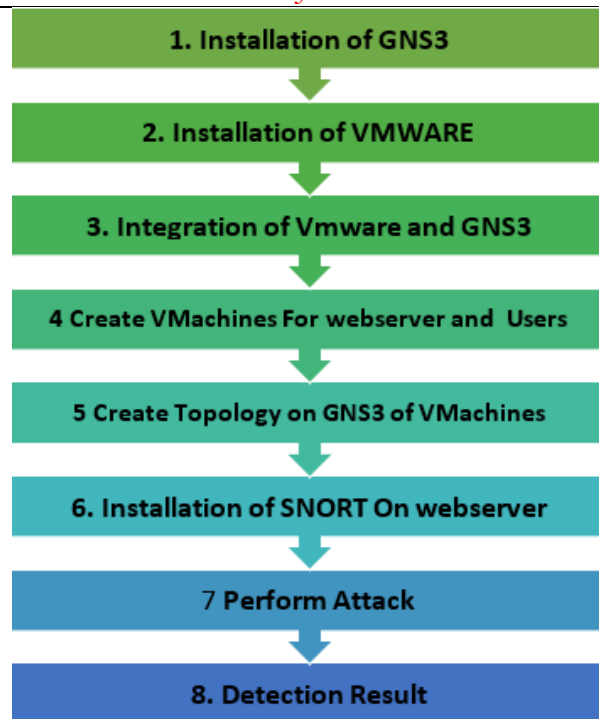 1. Installation of GNS3
2. Installation of VMWARE
3. Integration of Vmware and GNS3
4 Create VMachines For webserver and Users
5 Create Topology on GNS3 of VMachines
6. Installation of SNORT On webserver
7 Perform Attack
8. Detection Result